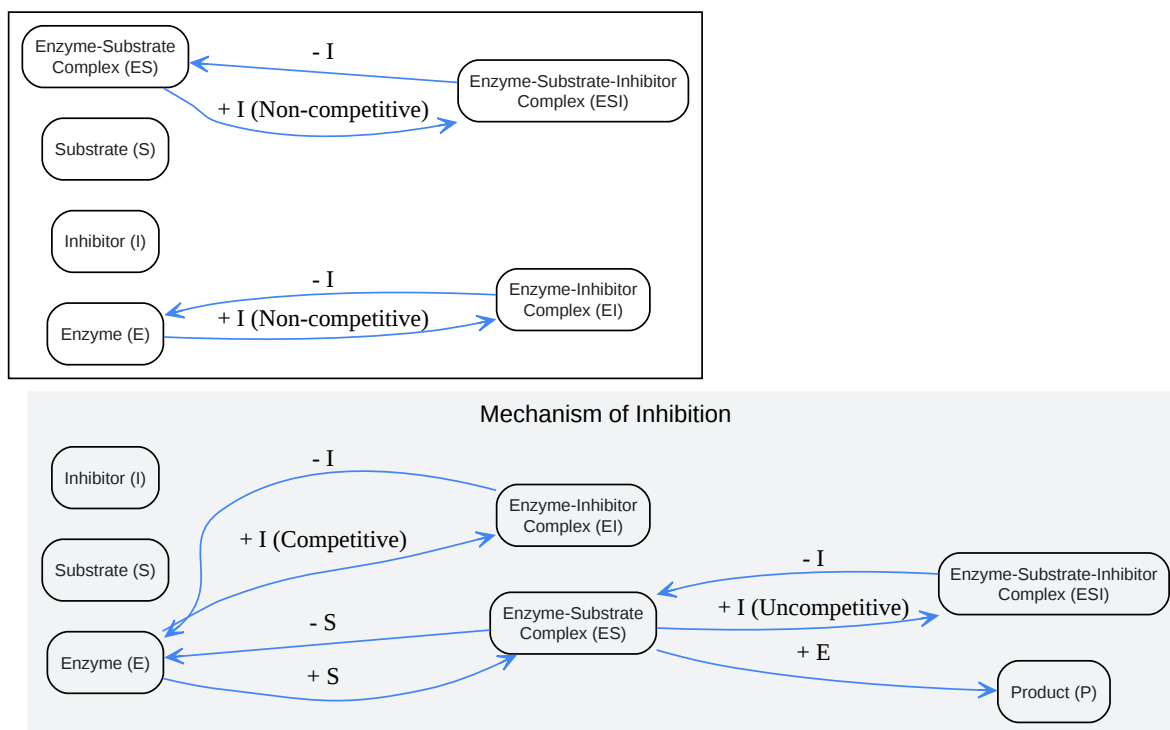 Enzyme-Substrate
Complex (ES)
- I
Enzyme-Substrate-Inhibitor
Complex (ESI)
+ I (Non-competitive)
Substrate (S)
Inhibitor (I)
- I
Enzyme-Inhibitor
Complex (EI)
+ I (Non-competitive)
Enzyme (E)
Mechanism of Inhibition
Inhibitor (I)
- I
Enzyme-Inhibitor
Complex (EI)
+ I (Competitive)
Substrate (S)
- I
Enzyme-Substrate-Inhibitor
Complex (ESI)
Enzyme-Substrate
Complex (ES)
+ I (Uncompetitive)
- S
Enzyme (E)
+ E
+ S
Product (P)